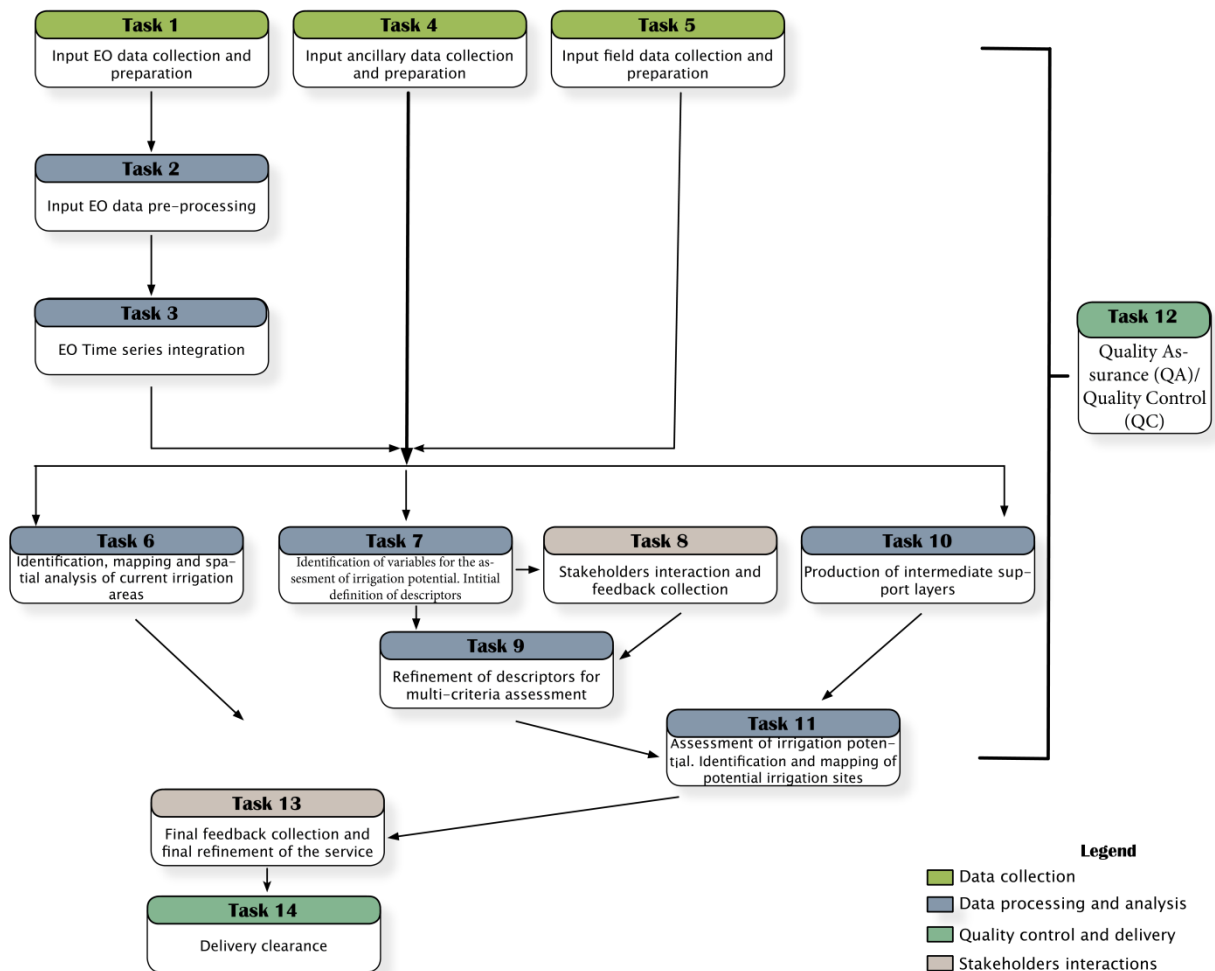 Task 1
Input EO data collection and
preparation
Task 4
Input ancillary data collection
and preparation
Task 5
Input field data collection and
preparation
Task 2
Input EO data pre-processing
Task 3
EO Time series integration
Task 12
Quality As-
surance (QA)/
Quality Control
(QC)
Task 6
Identification, mapping and spa-
tial analysis of current irrigation
areas
Task 7
Identification of variables for the as-
sesment of irrigation potential. Intitial
definition of descriptors
Task 8
Stakeholders interaction and
feedback collection
Task 10
Production of intermediate sup-
port layers
Task 9
Refinement of descriptors for
multi-criteria assessment
Task 11
Assessment of irrigation poten-
tial. Identification and mapping of
potential irrigation sites
Task 13
Final feedback collection and
final refinement of the service
Task 14
Delivery clearance
Legend
Data collection
Data processing and analysis
Quality control and delivery
Stakeholders interactions